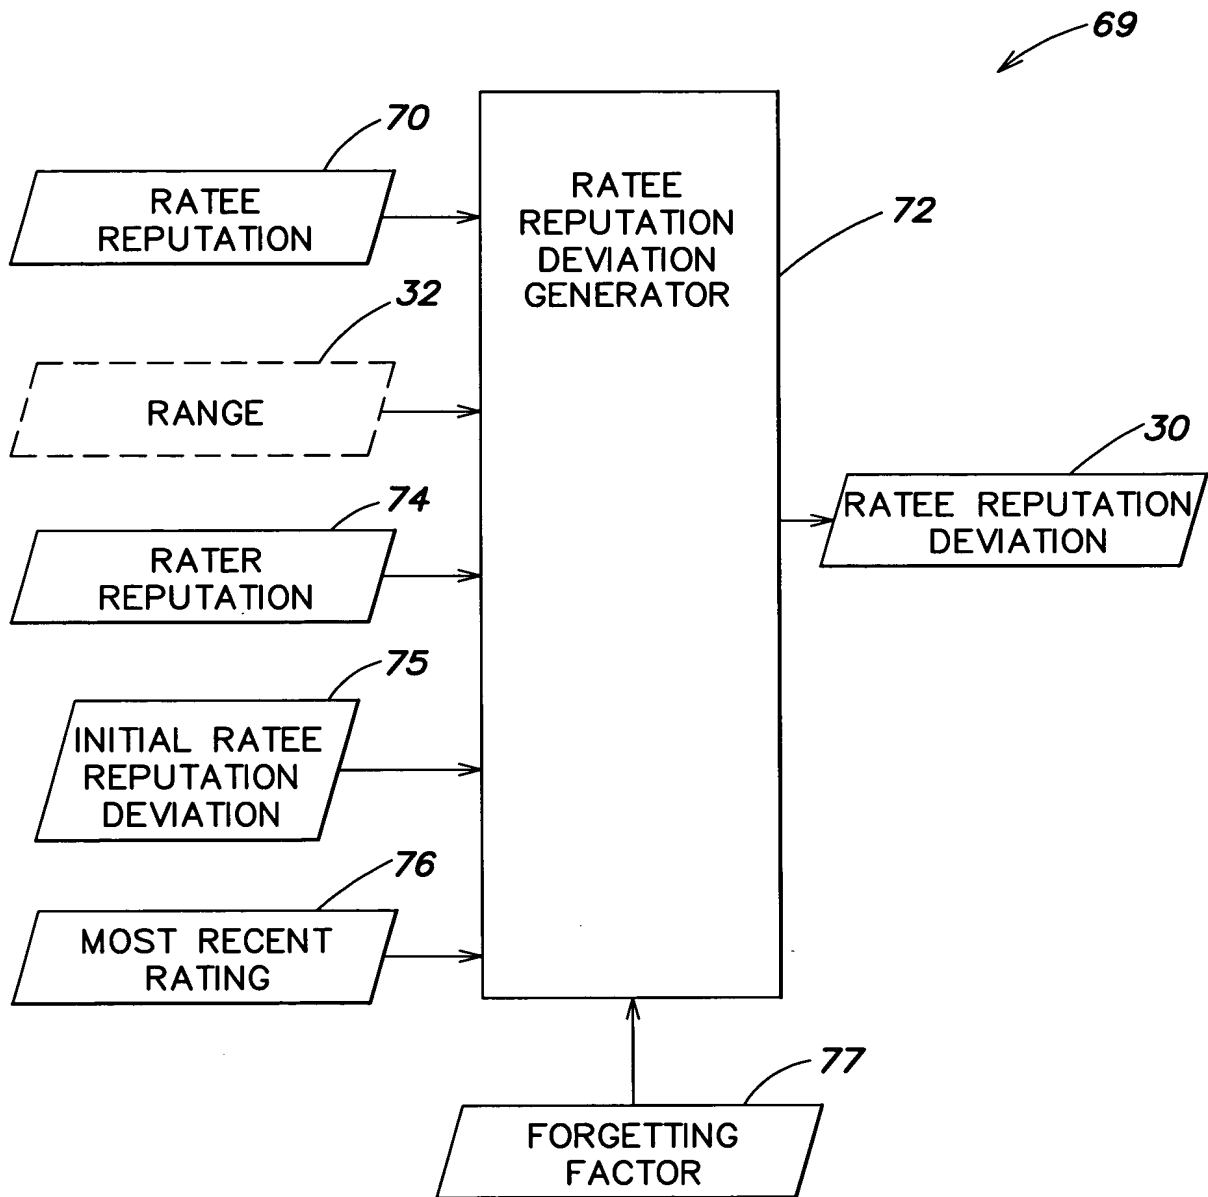 69
70
RATEE
REPUTATION
RATEE
REPUTATION
DEVIATION
GENERATOR
72
32
RANGE
30
RATEE REPUTATION
DEVIATION
74
RATER
REPUTATION
75
INITIAL RATEE
REPUTATION
DEVIATION
76
MOST RECENT
RATING
77
FORGETTING
FACTOR